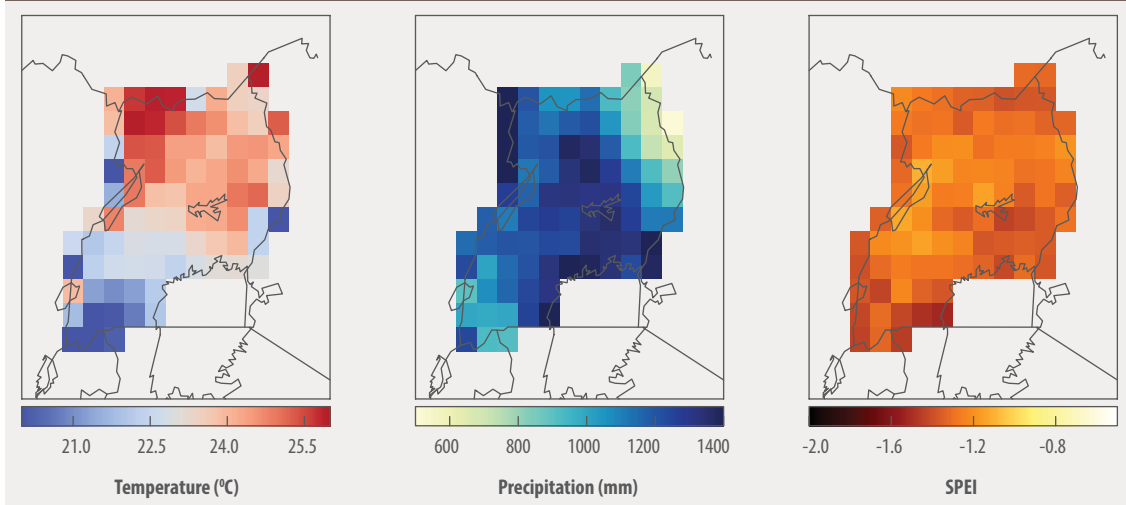 21.0 22.5 24.0 25.5
Temperature (⁰C)
600 800 1000 1200 1400
Precipitation (mm)
-2.0 -1.6 -1.2 -0.8
SPEI